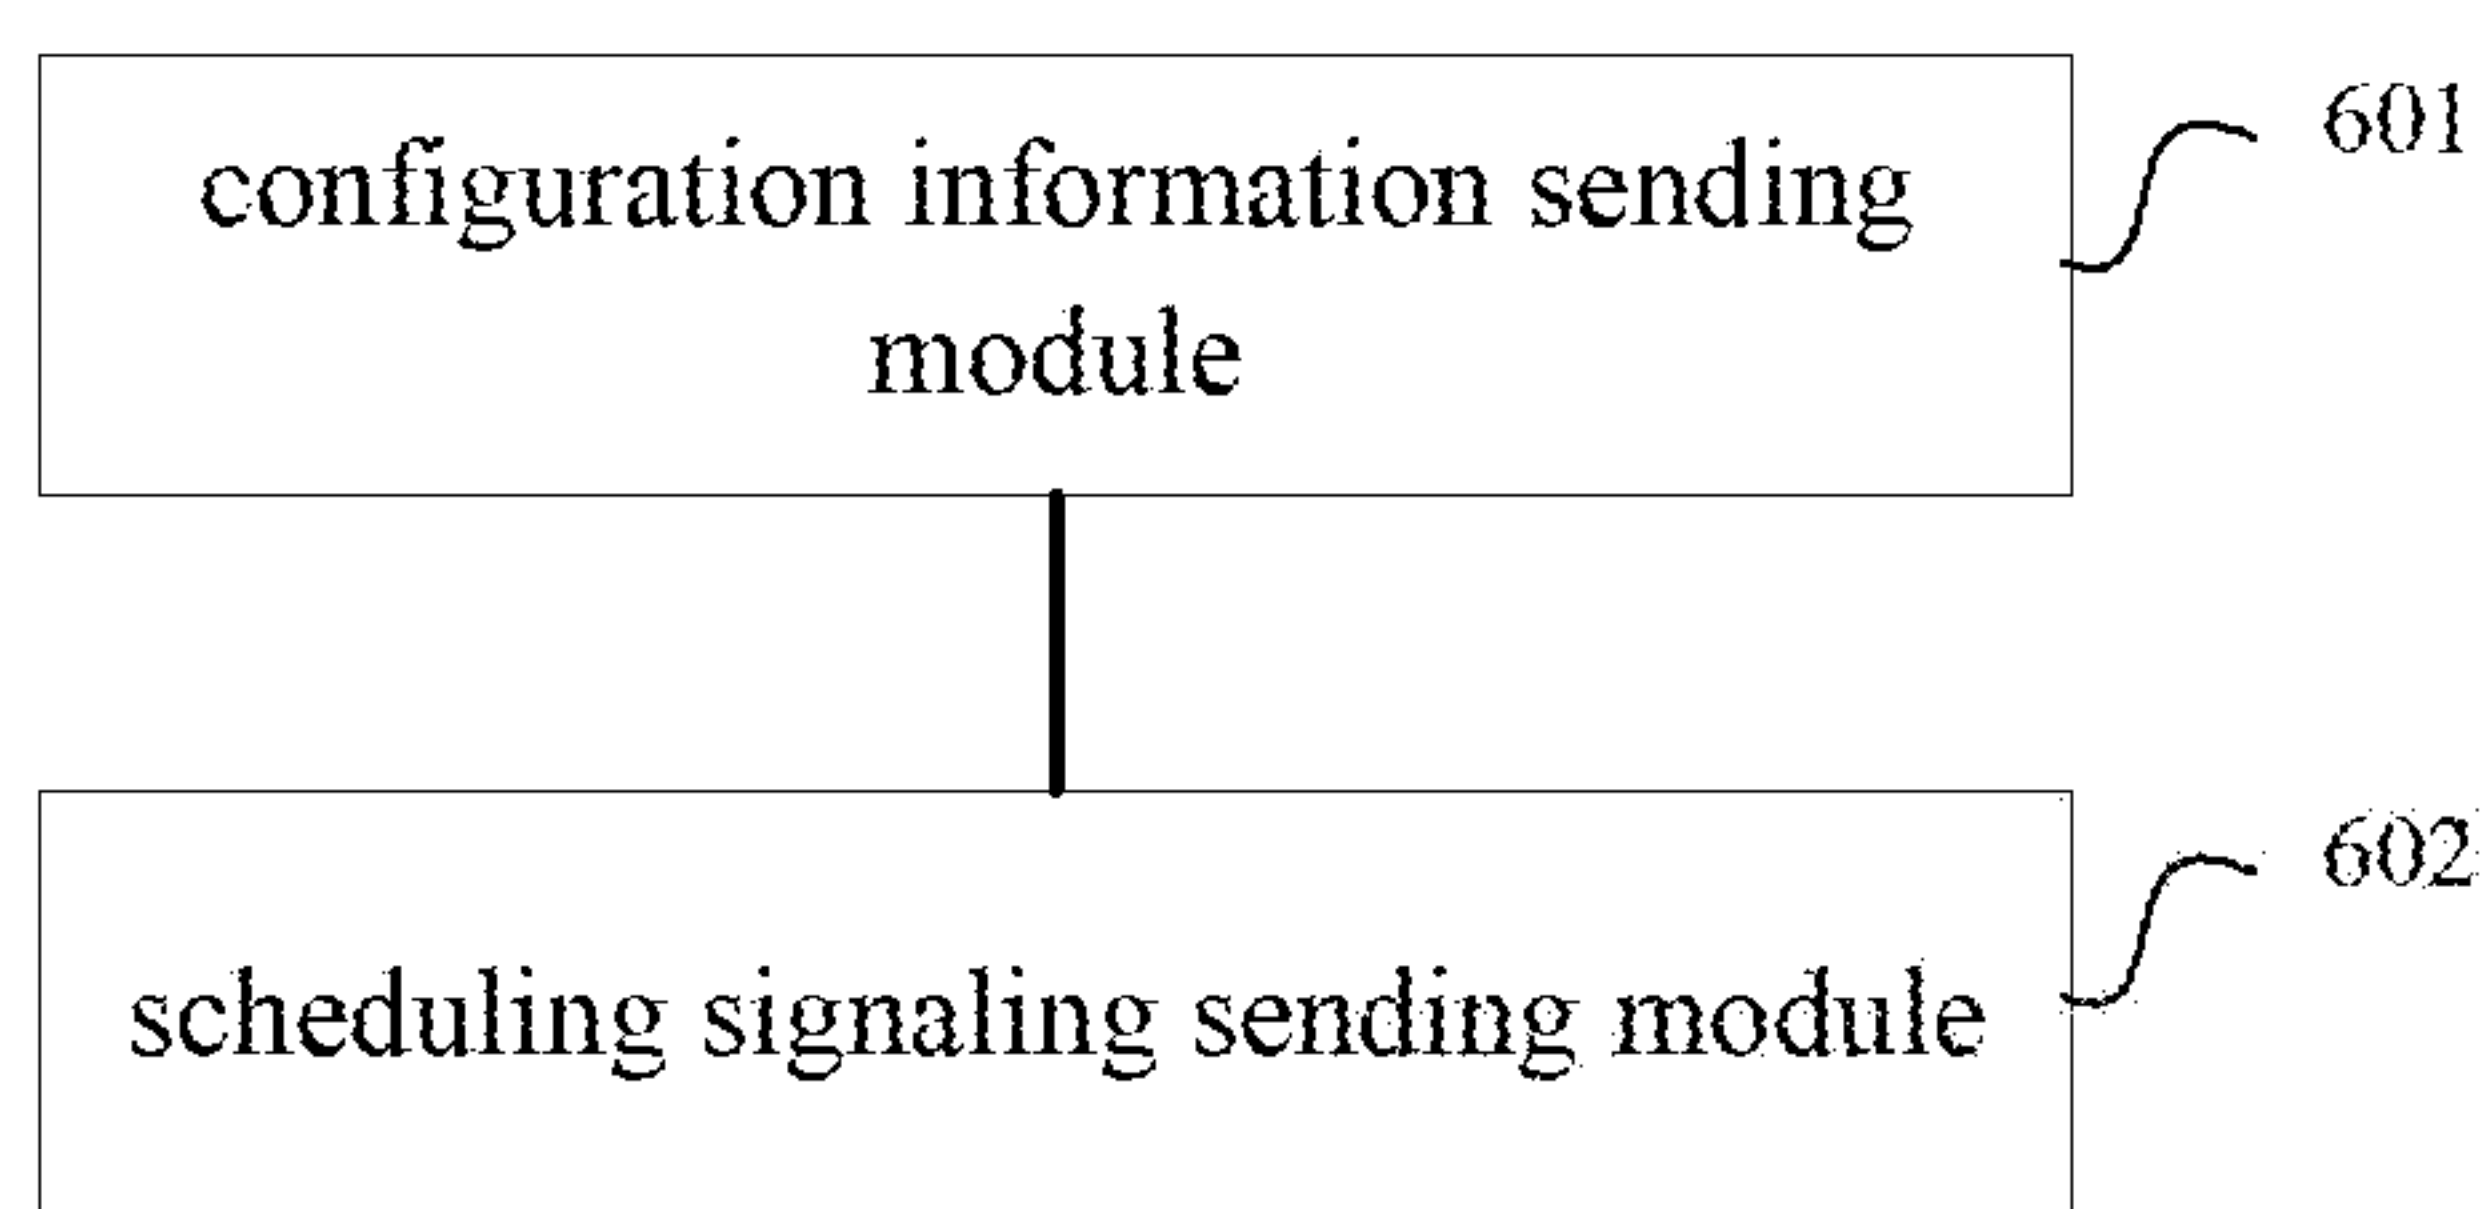 configuration information sending
module
601
scheduling signaling sending module
602